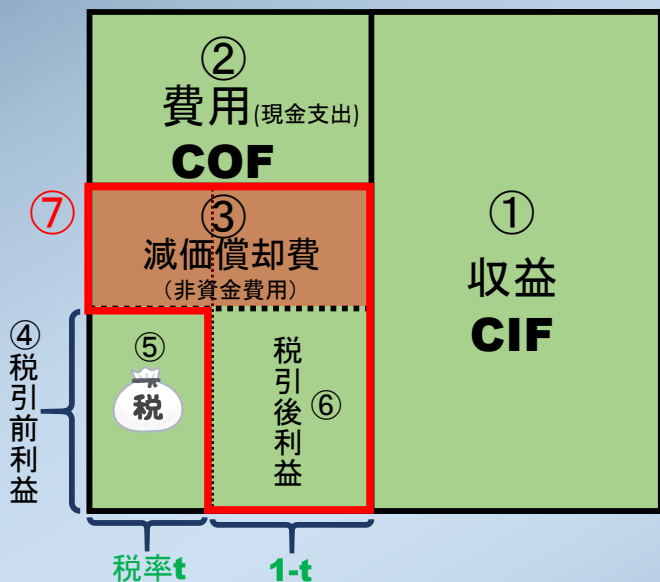 ②
費用(現金支出)
COF
⑦
③
減価償却費
(非資金費用)
①
収益
CIF
④税引前利益
⑤
税
税引後利益
⑥
税率t
1-t